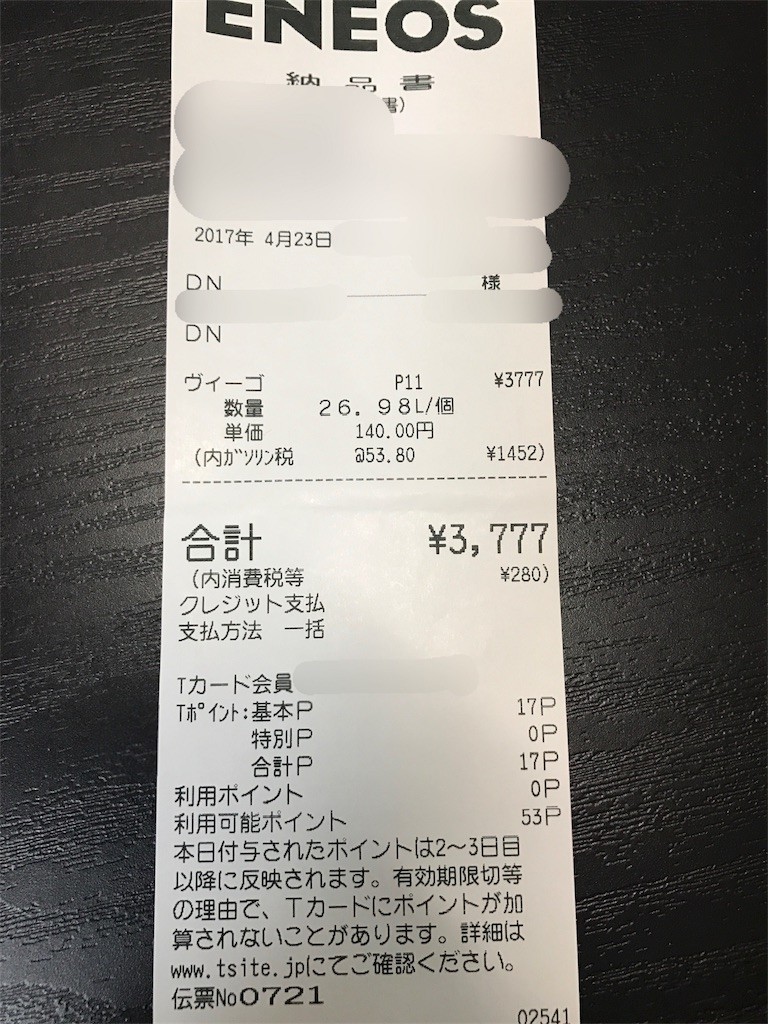 ENEOS
納品書
書)
2017年 4月23日
DN
様
DN
ヴィーゴ P11 ¥3777
数量 26.98L/個
単価 140.00円
(内ガソリン税 @53.80 ¥1452)
合計 ¥3,777
(内消費税等 ¥280)
クレジット支払
支払方法 一括
Tカード会員
Tポイント:基本P 17P
特別P 0P
合計P 17P
利用ポイント 0P
利用可能ポイント 53P
本日付与されたポイントは2~3日目
以降に反映されます。有効期限切等
の理由で、Tカードにポイントが加
算されないことがあります。詳細は
www.tsite.jpにてご確認ください。
伝票No0721
02541